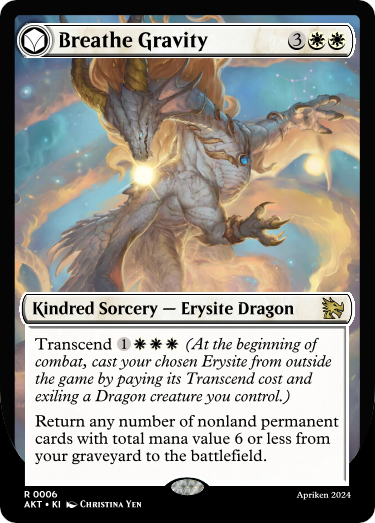 Breathe Gravity 3
Kindred Sorcery — Erysite Dragon
Transcend 1 (At the beginning of
combat, cast your chosen Erysite from outside
the game by paying its Transcend cost and
exiling a Dragon creature you control.)
Return any number of nonland permanent
cards with total mana value 6 or less from
your graveyard to the battlefield.
R 0006
Apriken 2024
AKT • KI Christina Yen